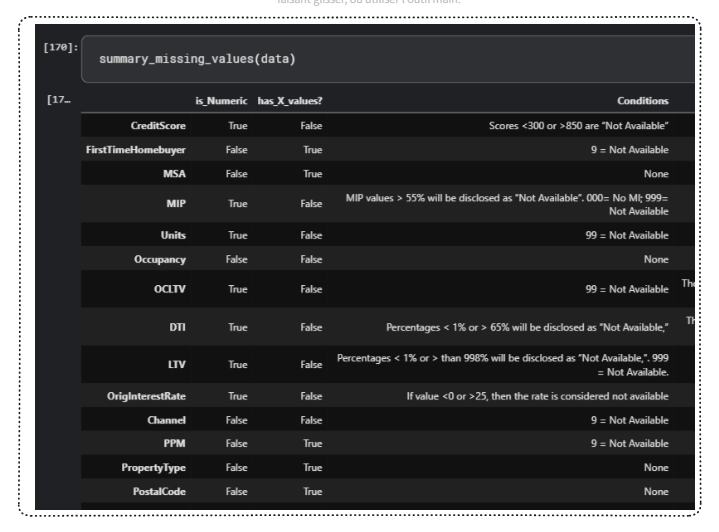 faisant glisser, ou utiliser l'outil main.
[170]: summary_missing_values(data)
[17…
is_Numeric has_X_values? Conditions
CreditScore True False Scores <300 or >850 are "Not Available"
FirstTimeHomebuyer False True 9 = Not Available
MSA False True None
MIP True False MIP values > 55% will be disclosed as "Not Available". 000= No MI; 999=
Not Available
Units True False 99 = Not Available
Occupancy False False None
OCLTV True False 99 = Not Available
DTI True False Percentages < 1% or > 65% will be disclosed as "Not Available,"
LTV True False Percentages < 1% or > than 998% will be disclosed as "Not Available,". 999
= Not Available.
OrigInterestRate True False If value <0 or >25, then the rate is considered not available
Channel False False 9 = Not Available
PPM False True 9 = Not Available
PropertyType False True None
PostalCode False True None